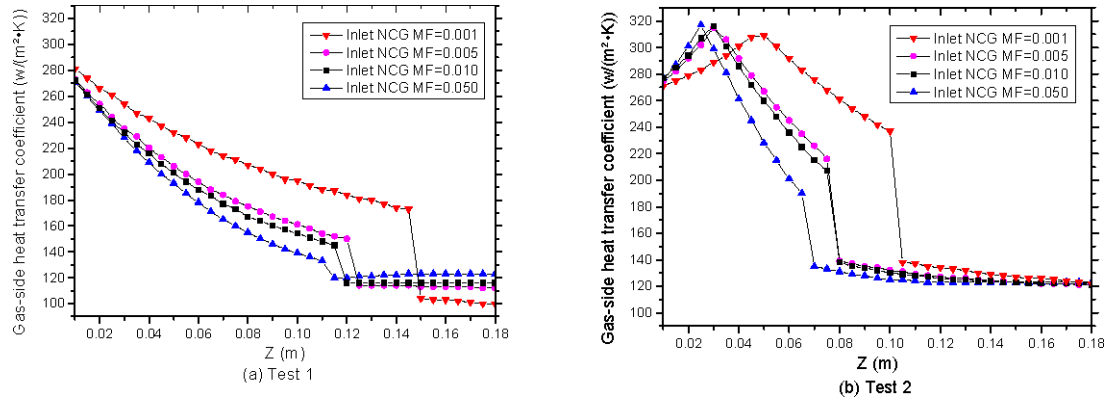 Gas-side heat transfer coefficient (w/(m²•K))
320
300
280
260
240
220
200
180
160
140
120
100
Inlet NCG MF=0.001
Inlet NCG MF=0.005
Inlet NCG MF=0.010
Inlet NCG MF=0.050
0.02 0.04 0.06 0.08 0.10 0.12 0.14 0.16 0.18
Z (m)
(a) Test 1
Gas-side heat transfer coefficient (w/(m²•K))
320
300
280
260
240
220
200
180
160
140
120
100
Inlet NCG MF=0.001
Inlet NCG MF=0.005
Inlet NCG MF=0.010
Inlet NCG MF=0.050
0.02 0.04 0.06 0.08 0.10 0.12 0.14 0.16 0.18
Z (m)
(b) Test 2